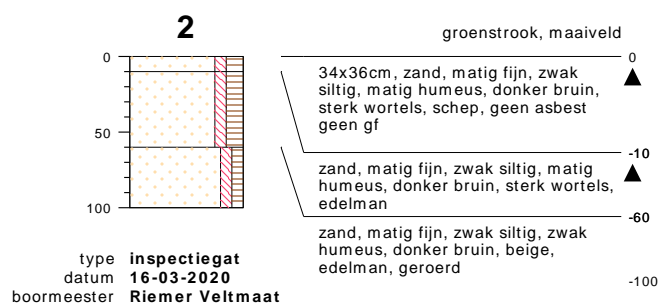 2
groenstrook, maaiveld
0
50
100
0
34x36cm, zand, matig fijn, zwak
siltig, matig humeus, donker bruin,
sterk wortels, schep, geen asbest
geen gf
-10
zand, matig fijn, zwak siltig, matig
humeus, donker bruin, sterk wortels,
edelman
-60
zand, matig fijn, zwak siltig, zwak
humeus, donker bruin, beige,
edelman, geroerd
-100
type inspectiegat
datum 16-03-2020
boormeester Riemer Veltmaat